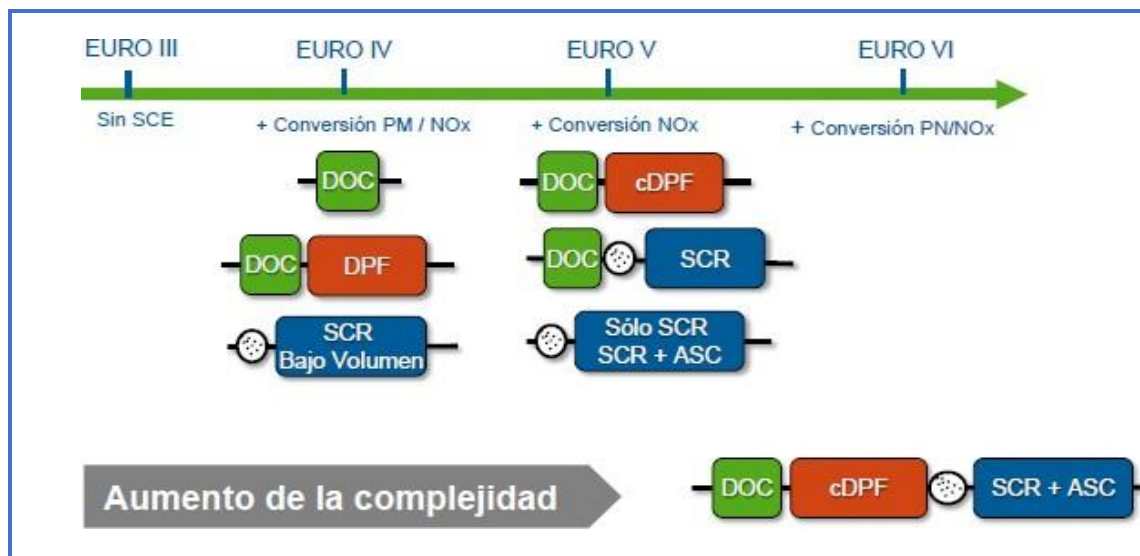 EURO III
EURO IV
EURO V
EURO VI
Sin SCE
+ Conversión PM / NOx
+ Conversión NOx
+ Conversión PN/NOx
DOC
DOC
cDPF
DOC
DPF
DOC
SCR
SCR
Bajo Volumen
Sólo SCR
SCR + ASC
Aumento de la complejidad
DOC
cDPF
SCR + ASC